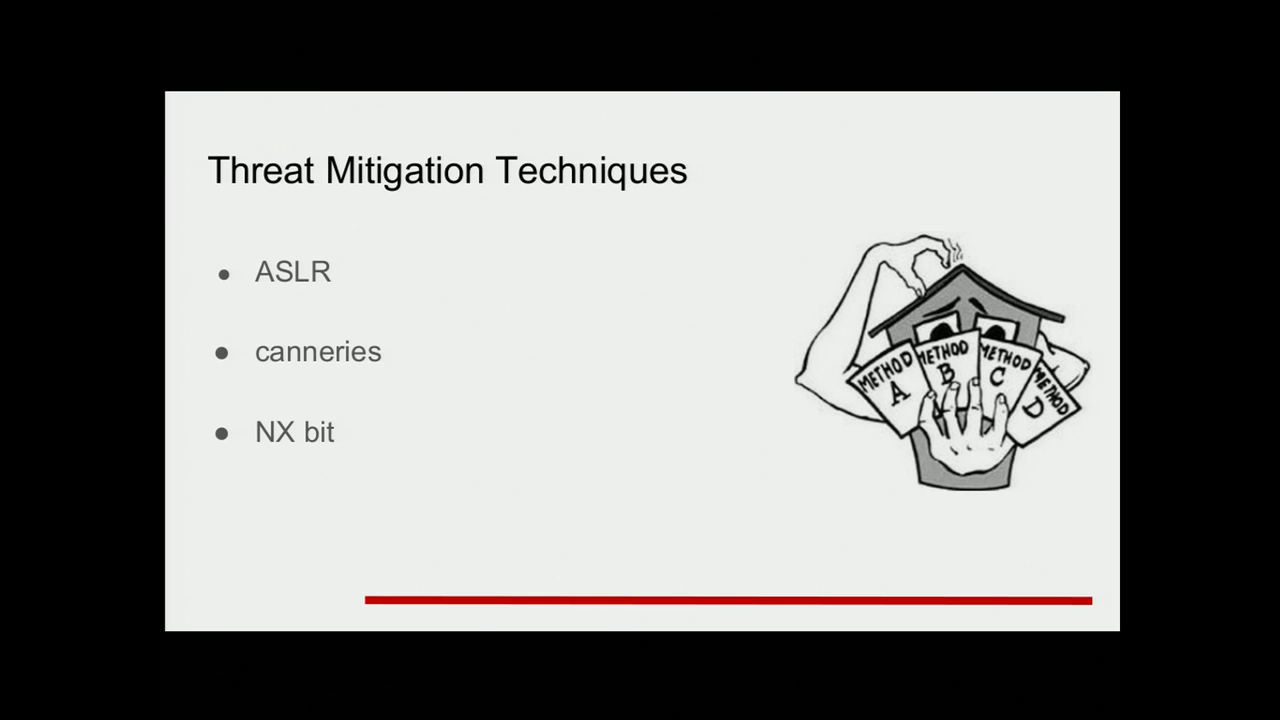 Threat Mitigation Techniques
● ASLR
● canneries
● NX bit
METHOD A
METHOD B
METHOD C
METHOD D